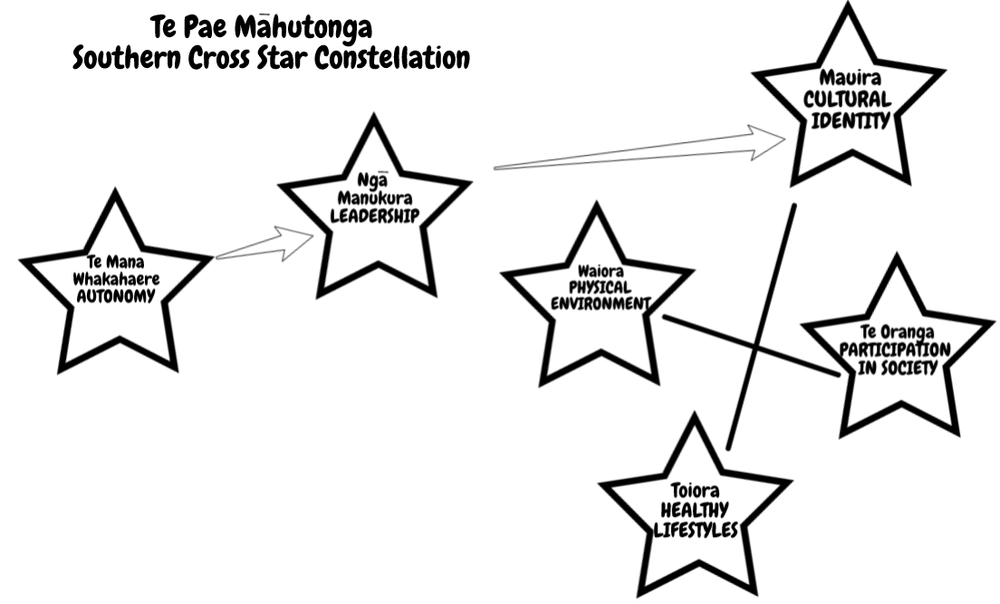 Te Pae Māhutonga
Southern Cross Star Constellation
Mauira
CULTURAL
IDENTITY
Ngā
Manukura
LEADERSHIP
Te Mana
Whakahaere
AUTONOMY
Waiora
PHYSICAL
ENVIRONMENT
Te Oranga
PARTICIPATION
IN SOCIETY
Toiora
HEALTHY
LIFESTYLES